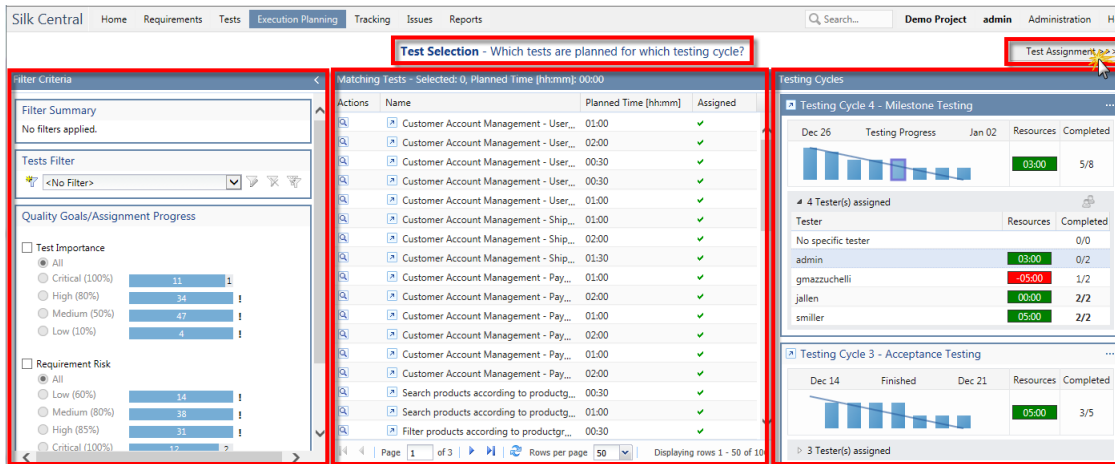 Silk Central Home Requirements Tests Execution Planning Tracking Issues Reports Search... Demo Project admin Administration H
Test Selection - Which tests are planned for which testing cycle?
Test Assignment >>>
Filter Criteria
Filter Summary
No filters applied.
Tests Filter
<No Filter>
Quality Goals/Assignment Progress
Test Importance
All
Critical (100%) 11 1
High (80%) 34 !
Medium (50%) 47 !
Low (10%) 4 !
Requirement Risk
All
Low (60%) 14 !
Medium (80%) 38 !
High (85%) 31 !
Critical (100%) 12 2
Matching Tests - Selected: 0, Planned Time [hh:mm]: 00:00
Actions Name Planned Time [hh:mm] Assigned
Customer Account Management - User... 01:00
Customer Account Management - User... 02:00
Customer Account Management - User... 00:30
Customer Account Management - User... 00:30
Customer Account Management - User... 01:00
Customer Account Management - Ship... 01:00
Customer Account Management - Ship... 02:00
Customer Account Management - Ship... 01:30
Customer Account Management - Pay... 01:00
Customer Account Management - Pay... 02:00
Customer Account Management - Pay... 01:00
Customer Account Management - Pay... 02:00
Customer Account Management - Pay... 01:00
Customer Account Management - Pay... 02:00
Search products according to productg... 00:30
Search products according to productg... 01:00
Filter products according to productgr... 00:30
Page 1 of 3 Rows per page 50 Displaying rows 1 - 50 of
Testing Cycles
Testing Cycle 4 - Milestone Testing ...
Dec 26 Testing Progress Jan 02 Resources Completed
03:00 5/8
4 Tester(s) assigned
Tester Resources Completed
No specific tester 0/0
admin 03:00 0/2
gmazzuchelli -05:00 1/2
jallen 00:00 2/2
smiller 05:00 2/2
Testing Cycle 3 - Acceptance Testing ...
Dec 14 Finished Dec 21 Resources Completed
05:00 3/5
3 Tester(s) assigned